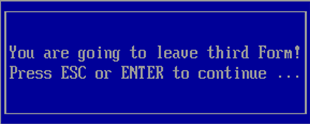 You are going to leave third Form!
Press ESC or ENTER to continue ...